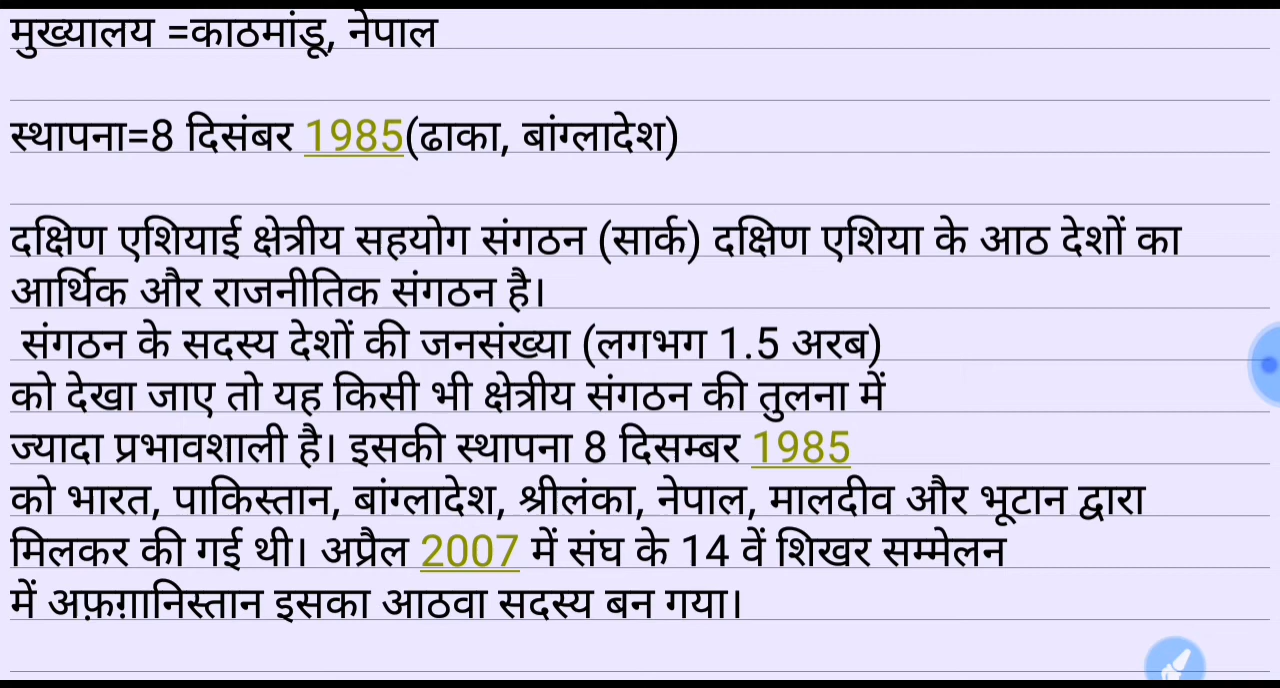 मुख्यालय =काठमांडू, नेपाल
स्थापना=8 दिसंबर 1985(ढाका, बांग्लादेश)
दक्षिण एशियाई क्षेत्रीय सहयोग संगठन (सार्क) दक्षिण एशिया के आठ देशों का
आर्थिक और राजनीतिक संगठन है।
संगठन के सदस्य देशों की जनसंख्या (लगभग 1.5 अरब)
को देखा जाए तो यह किसी भी क्षेत्रीय संगठन की तुलना में
ज्यादा प्रभावशाली है। इसकी स्थापना 8 दिसम्बर 1985
को भारत, पाकिस्तान, बांग्लादेश, श्रीलंका, नेपाल, मालदीव और भूटान द्वारा
मिलकर की गई थी। अप्रैल 2007 में संघ के 14 वें शिखर सम्मेलन
में अफ़ग़ानिस्तान इसका आठवा सदस्य बन गया।